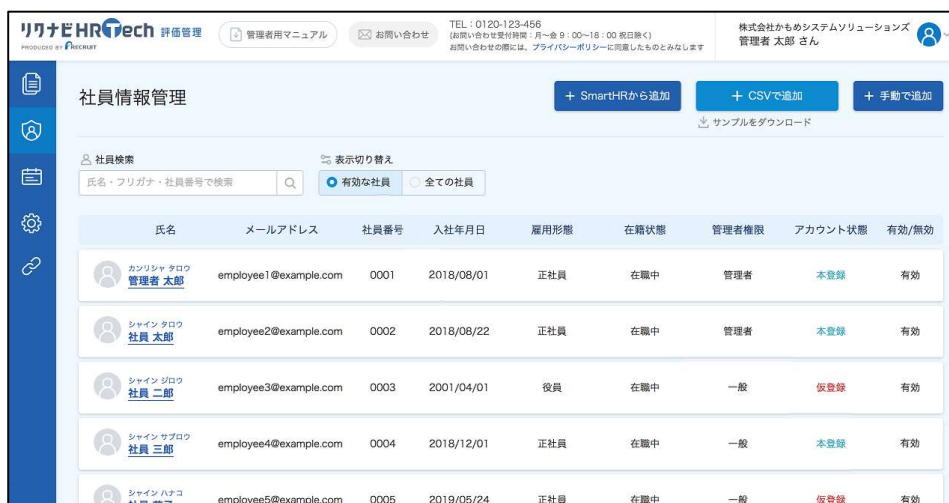 リクナビHRTech 評価管理
PRODUCED BY RECRUIT
管理者用マニュアル
お問い合わせ
TEL：0120-123-456
(お問い合わせ受付時間：月〜金 9：00〜18：00 祝日除く)
お問い合わせの際には、プライバシーポリシーに同意したものとみなします
株式会社かもめシステムソリューションズ
管理者 太郎 さん
社員情報管理
+ SmartHRから追加
+ CSVで追加
+ 手動で追加
サンプルをダウンロード
社員検索
表示切り替え
氏名・フリガナ・社員番号で検索
有効な社員
全ての社員
氏名 メールアドレス 社員番号 入社年月日 雇用形態 在籍状態 管理者権限 アカウント状態 有効/無効
カンリシャ タロウ
管理者 太郎 employee1@example.com 0001 2018/08/01 正社員 在職中 管理者 本登録 有効
シャイン タロウ
社員 太郎 employee2@example.com 0002 2018/08/22 正社員 在職中 管理者 本登録 有効
シャイン ジロウ
社員 二郎 employee3@example.com 0003 2001/04/01 役員 在職中 一般 仮登録 有効
シャイン サブロウ
社員 三郎 employee4@example.com 0004 2018/12/01 正社員 在職中 一般 本登録 有効
シャイン ハナコ
employee5@example.com 0005 2019/05/24 正社員 在職中 一般 仮登録 有効